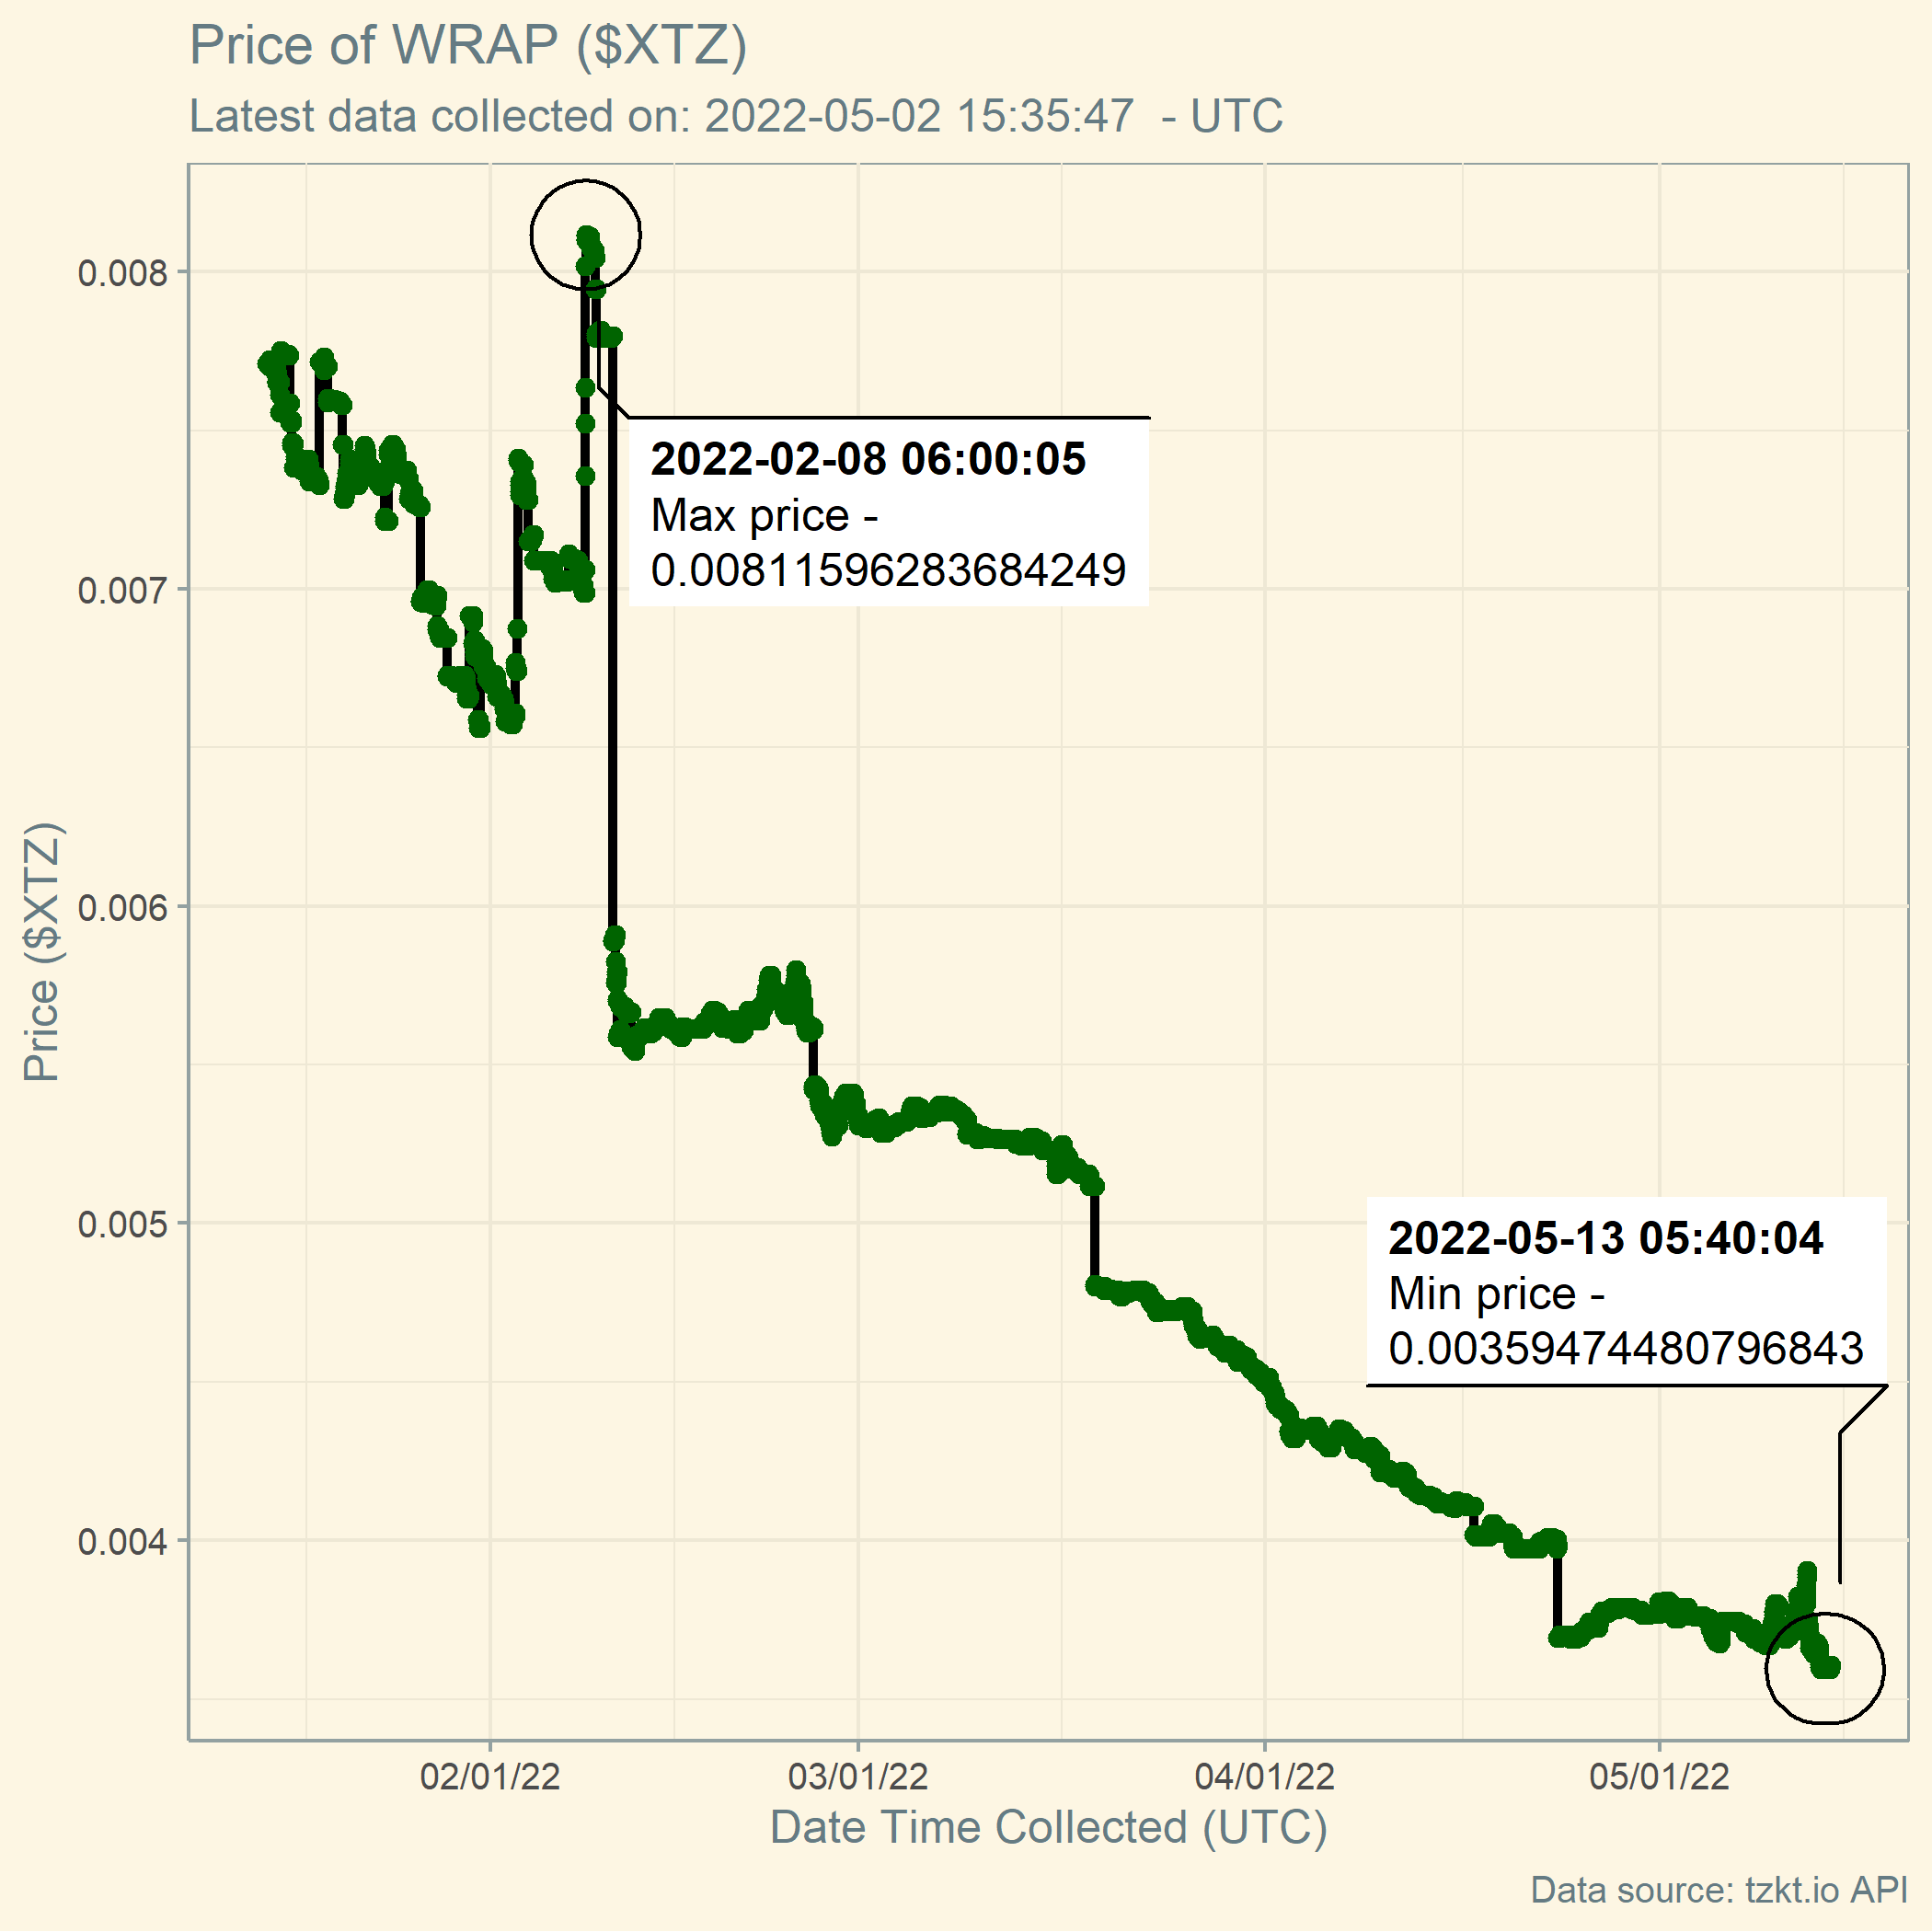 Price of WRAP ($XTZ)
Latest data collected on: 2022-05-02 15:35:47  - UTC
0.008
0.007
0.006
0.005
0.004
Price ($XTZ)
2022-02-08 06:00:05
Max price -
0.00811596283684249
2022-05-13 05:40:04
Min price -
0.00359474480796843
02/01/22
03/01/22
04/01/22
05/01/22
Date Time Collected (UTC)
Data source: tzkt.io API